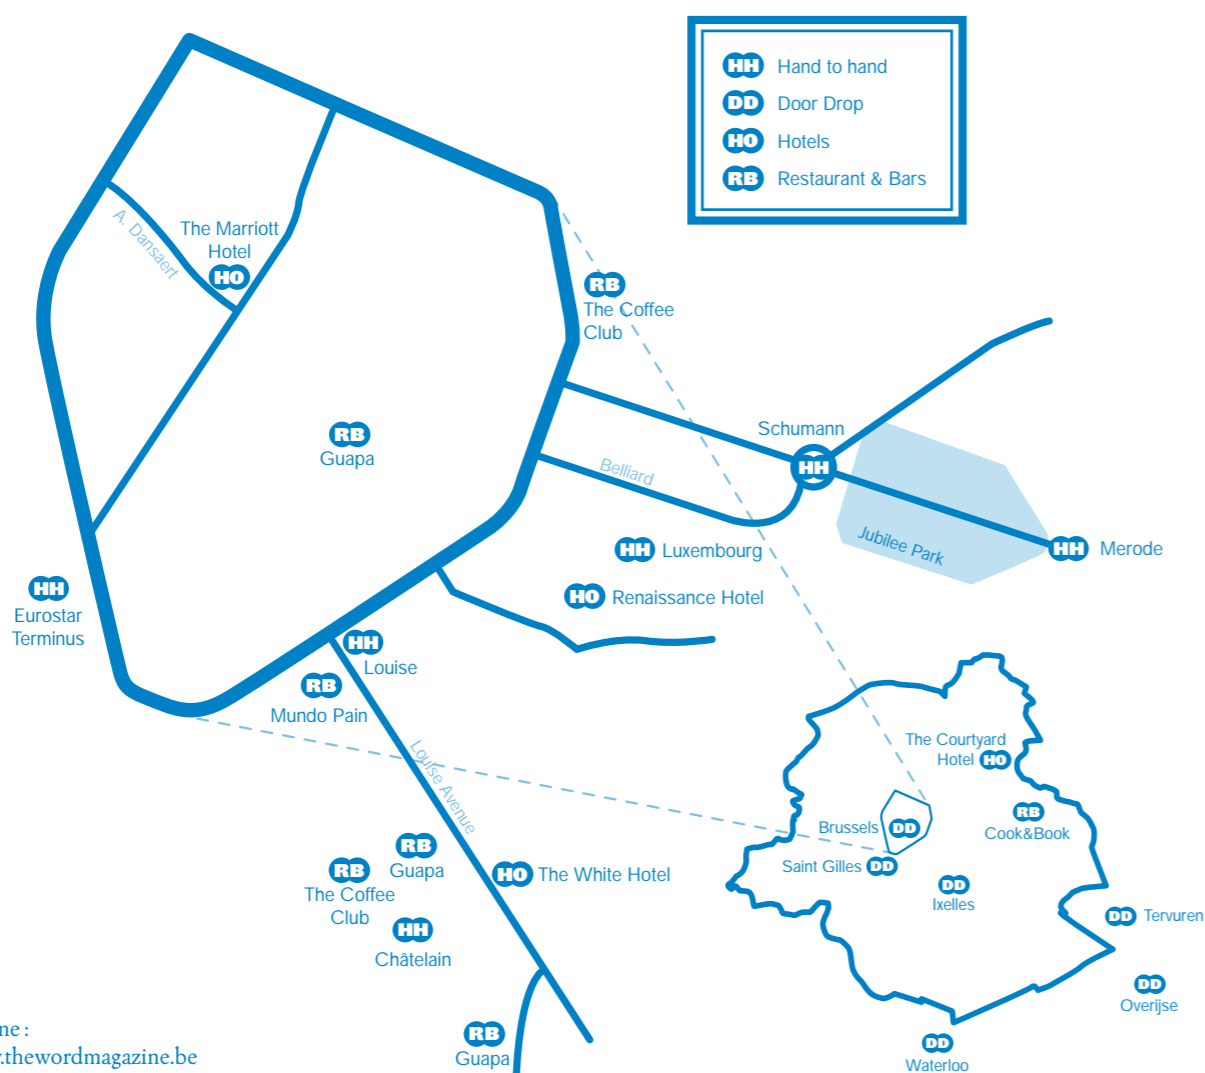 HH Hand to hand
DD Door Drop
HO Hotels
RB Restaurant & Bars
A. Dansaert
The Marriott
Hotel
HO
RB
The Coffee
Club
RB
Guapa
Schumann
HH
Belliard
Jubilee Park
HH Merode
HH Luxembourg
HO Renaissance Hotel
HH
Eurostar
Terminus
HH
Louise
RB
Mundo Pain
Louise Avenue
RB
Guapa
RB
The Coffee
Club
HO The White Hotel
HH
Châtelain
RB
Guapa
The Courtyard
Hotel HO
RB
Cook&Book
Brussels DD
Saint Gilles DD
DD
Ixelles
DD Tervuren
DD
Overijse
DD
Waterloo
ne :
.thewordmagazine.be